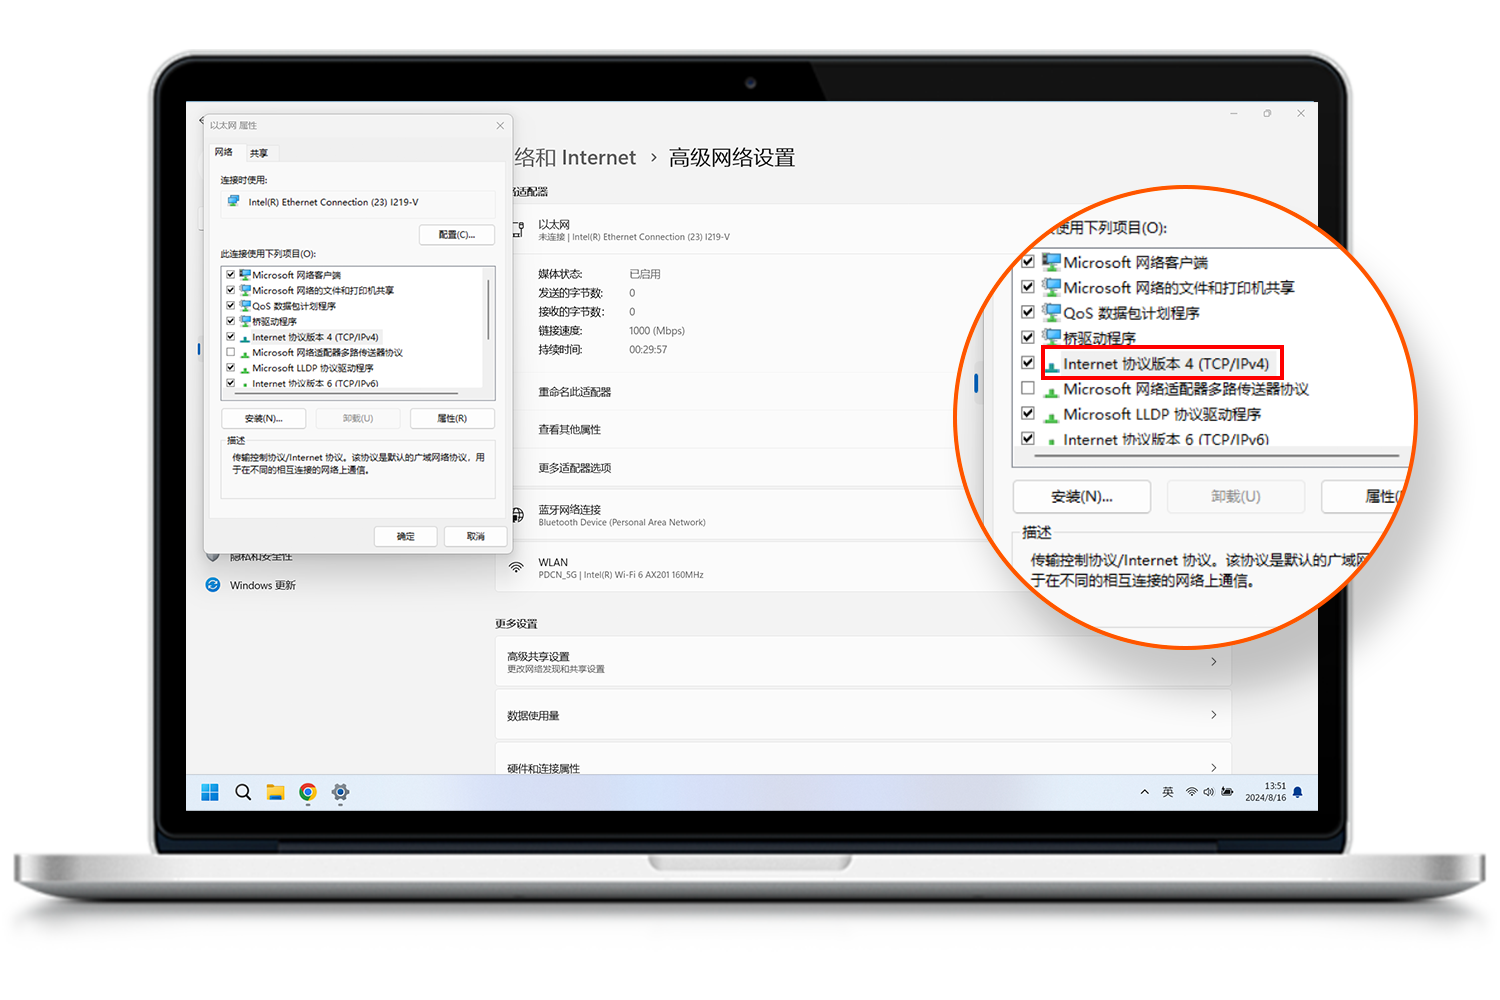 以太网 属性
网络 共享
连接时使用:
Intel(R) Ethernet Connection (23) I219-V
配置(C)...
此连接使用下列项目(O):
Microsoft 网络客户端
Microsoft 网络的文件和打印机共享
QoS 数据包计划程序
桥驱动程序
Internet 协议版本 4 (TCP/IPv4)
Microsoft 网络适配器多路传送器协议
Microsoft LLDP 协议驱动程序
Internet 协议版本 6 (TCP/IPv6)
安装(N)... 卸载(U) 属性(R)
描述
传输控制协议/Internet 协议。该协议是默认的广域网络协议，用
于在不同的相互连接的网络上通信。
确定 取消
隐私和安全性
Windows 更新
络和 Internet › 高级网络设置
络适配器
以太网
未连接 | Intel(R) Ethernet Connection (23) I219-V
媒体状态: 已启用
发送的字节数: 0
接收的字节数: 0
链接速度: 1000 (Mbps)
持续时间: 00:29:57
重命名此适配器
查看其他属性
更多适配器选项
蓝牙网络连接
Bluetooth Device (Personal Area Network)
WLAN
PDCN_5G | Intel(R) Wi-Fi 6 AX201 160MHz
更多设置
高级共享设置
更改网络发现和共享设置
数据使用量
硬件和连接属性
使用下列项目(O):
Microsoft 网络客户端
Microsoft 网络的文件和打印机共享
QoS 数据包计划程序
桥驱动程序
Internet 协议版本 4 (TCP/IPv4)
Microsoft 网络适配器多路传送器协议
Microsoft LLDP 协议驱动程序
Internet 协议版本 6 (TCP/IPv6)
安装(N)... 卸载(U) 属性(
描述
传输控制协议/Internet 协议。该协议是默认的广域网
于在不同的相互连接的网络上通信。
英
13:51
2024/8/16